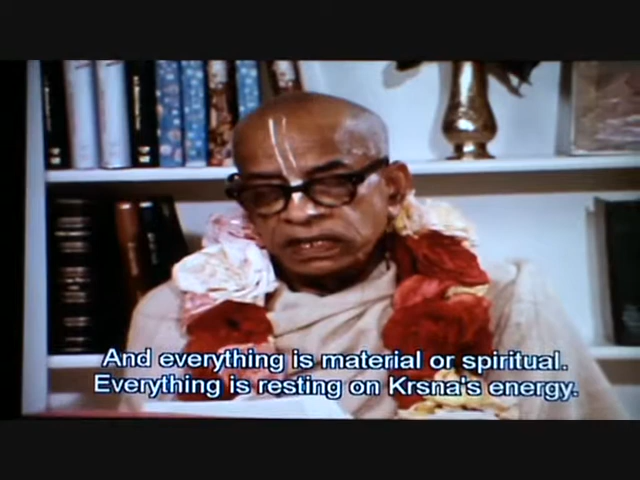 And everything is material or spiritual.
Everything is resting on Krsna's energy.